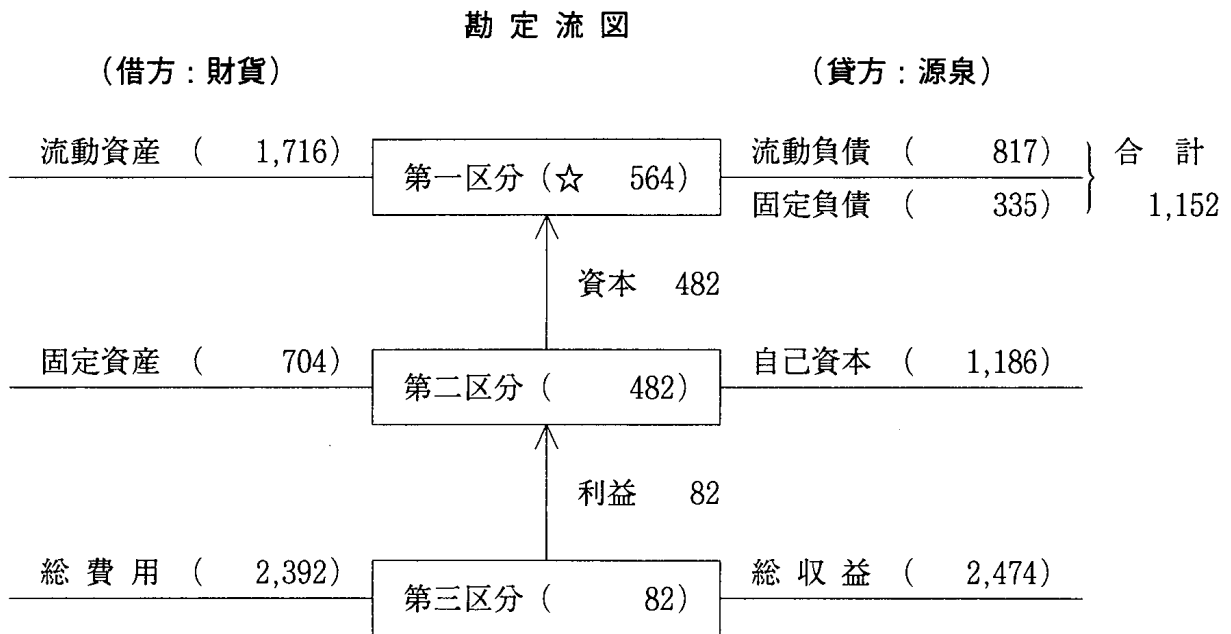 勘定流図
(借方:財貨) (貸方:源泉)
流動資産 ( 1,716) 第一区分(☆ 564) 流動負債 ( 817) 合計
固定負債 ( 335) 1,152
資本 482
固定資産 ( 704) 第二区分( 482) 自己資本 ( 1,186)
利益 82
総費用 ( 2,392) 第三区分( 82) 総収益 ( 2,474)